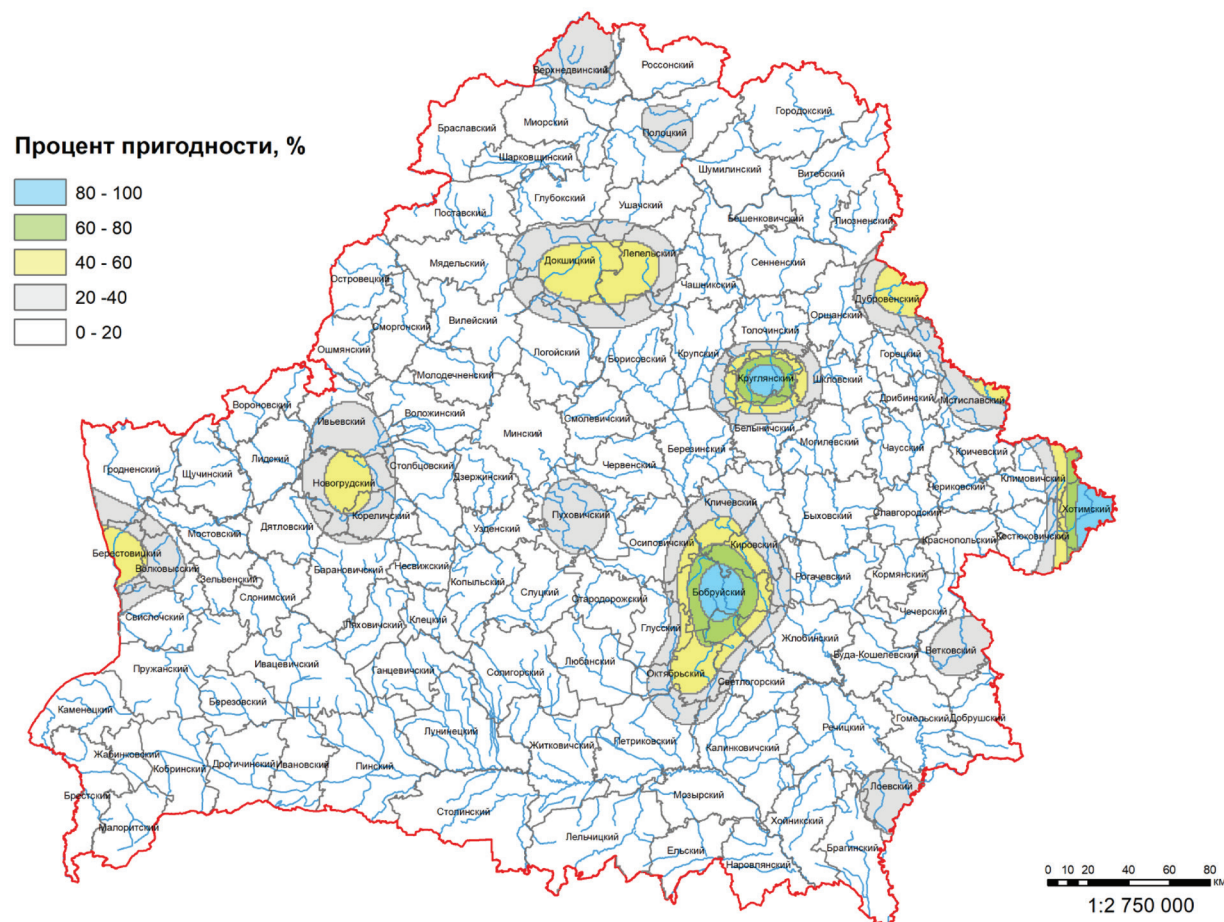 Процент пригодности, %
80 - 100
60 - 80
40 - 60
20 -40
0 - 20
Верхнедвинский
Россонский
Городокский
Браславский
Миорский
Полоцкий
Шарковщинский
Шумилинский
Витебский
Глубокский
Ушачский
Поставский
Бешенковичский
Лиозненский
Докшицкий
Лепельский
Сенненский
Мядельский
Островецкий
Чашникский
Дубровенский
Сморгонский
Вилейский
Оршанский
Толочинский
Ошмянский
Логойский
Борисовский
Крупский
Горецкий
Молодечненский
Круглянский
Шкловский
Дрибинский
Мстиславский
Вороновский
Ивьевский
Воложинский
Смолевичский
Минский
Белыничский
Могилевский
Чаусский
Кричевский
Березинский
Гродненский
Щучинский
Лидский
Столбцовский
Дзержинский
Червенский
Климовичский
Новогрудский
Чериковский
Кличевский
Хотимский
Кореличский
Пуховичский
Быховский
Славгородский
Костюковичский
Мостовский
Дятловский
Узденский
Осиповичский
Кировский
Краснопольский
Берестовицкий
Волковысский
Зельвенский
Барановичский
Несвижский
Копыльский
Рогачевский
Кормянский
Слонимский
Слуцкий
Стародорожский
Бобруйский
Чечерский
Свислочский
Ляховичский
Клецкий
Глусский
Жлобинский
Буда-Кошелевский
Ветковский
Пружанский
Ивацевичский
Ганцевичский
Солигорский
Любанский
Октябрьский
Светлогорский
Каменецкий
Березовский
Лунинецкий
Речицкий
Гомельский
Добрушский
Житковичский
Петриковский
Калинковичский
Жабинковский
Кобринский
Дрогичинский
Ивановский
Пинский
Лоевский
Брестский
Мозырский
Столинский
Хойникский
Малоритский
Лельчицкий
Ельский
Брагинский
Наровлянский
0 10 20 40 60 80
км
1:2 750 000